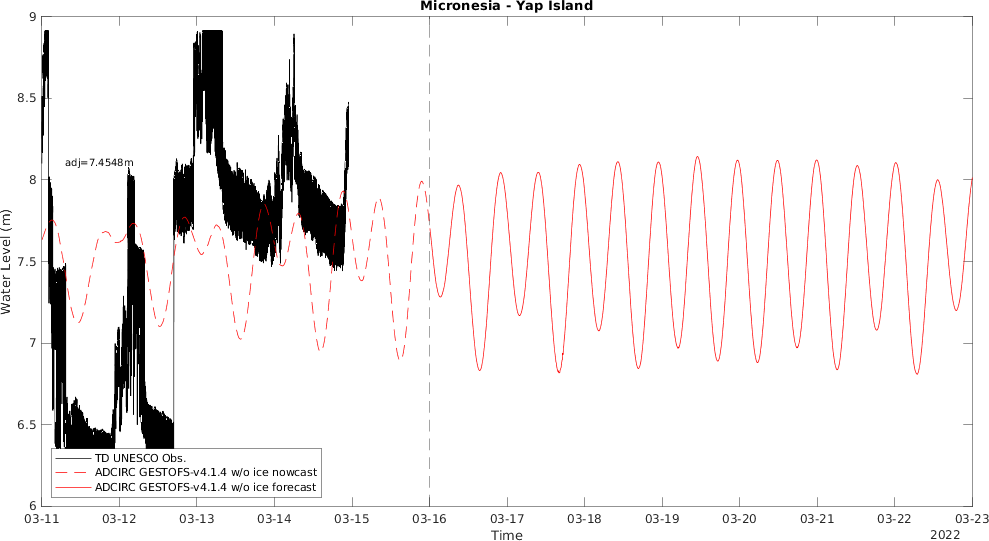 Micronesia - Yap Island
9
8.5
8
7.5
7
6.5
6
Water Level (m)
adj=7.4548m
TD UNESCO Obs.
ADCIRC GESTOFS-v4.1.4 w/o ice nowcast
ADCIRC GESTOFS-v4.1.4 w/o ice forecast
03-11 03-12 03-13 03-14 03-15 03-16 03-17 03-18 03-19 03-20 03-21 03-22 03-23
Time
2022